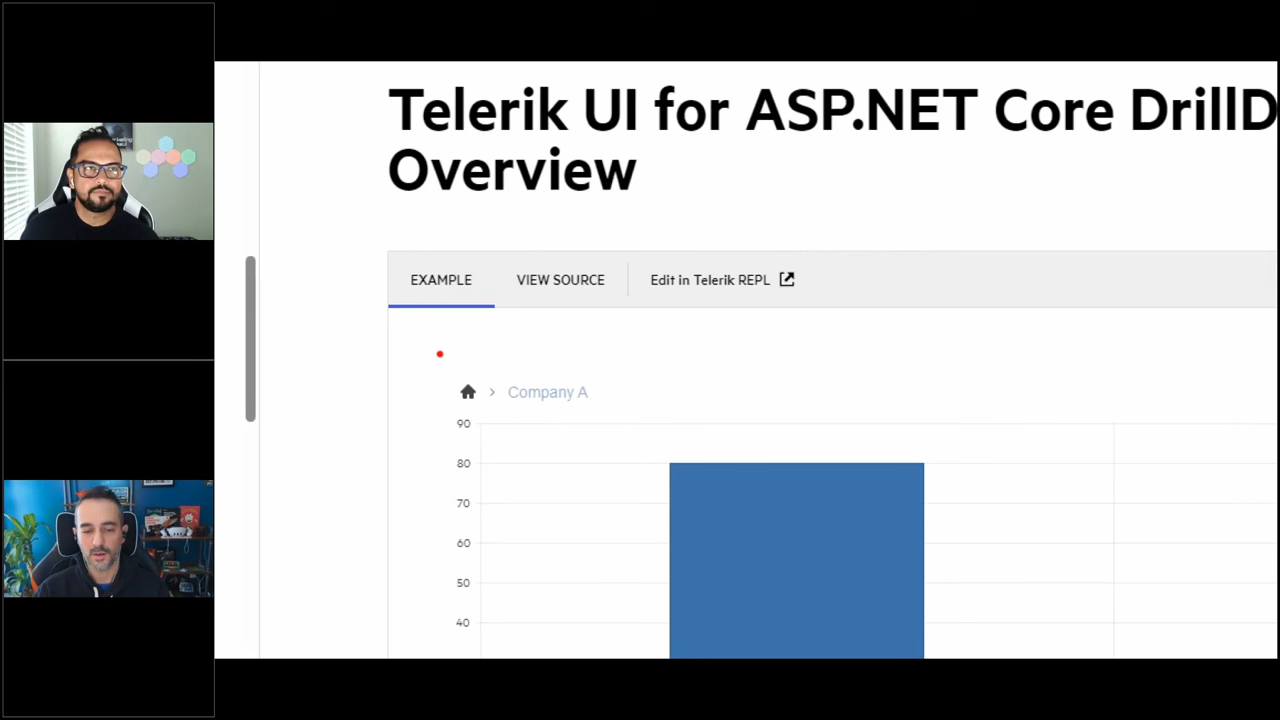 Telerik UI for ASP.NET Core DrillD
Overview
EXAMPLE
VIEW SOURCE
Edit in Telerik REPL
Company A
90
80
70
60
50
40